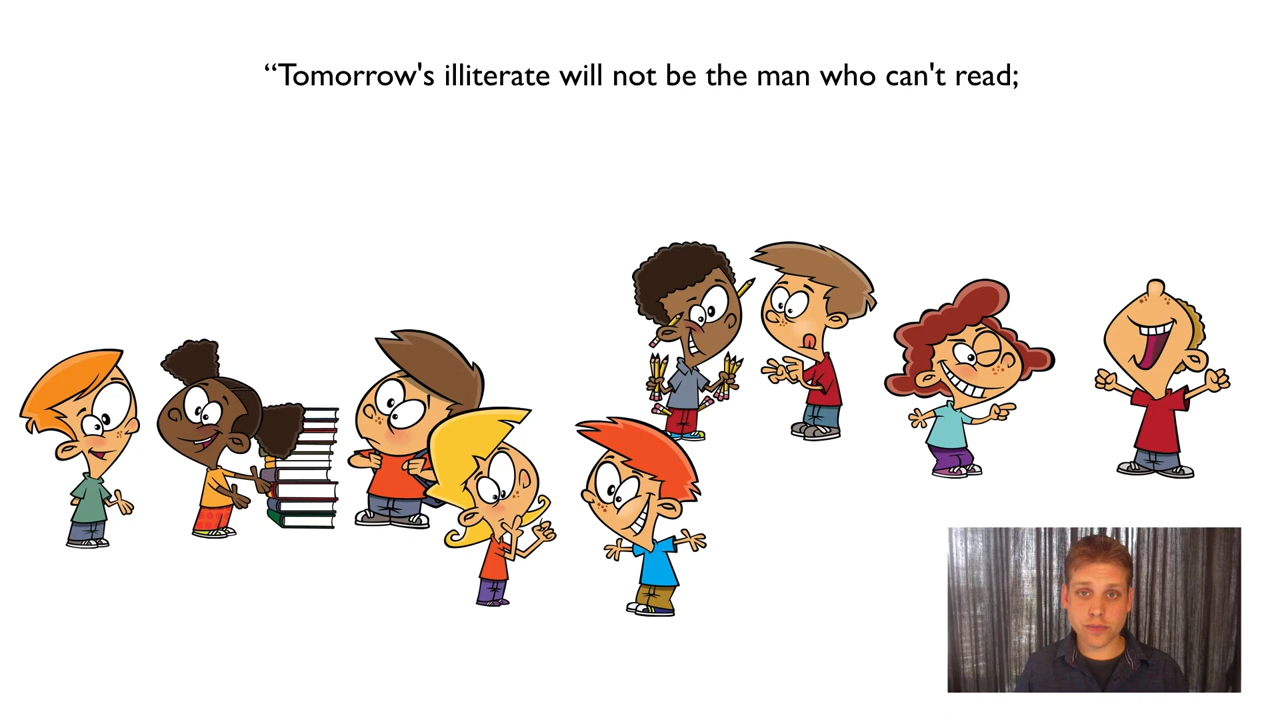 “Tomorrow's illiterate will not be the man who can't read;